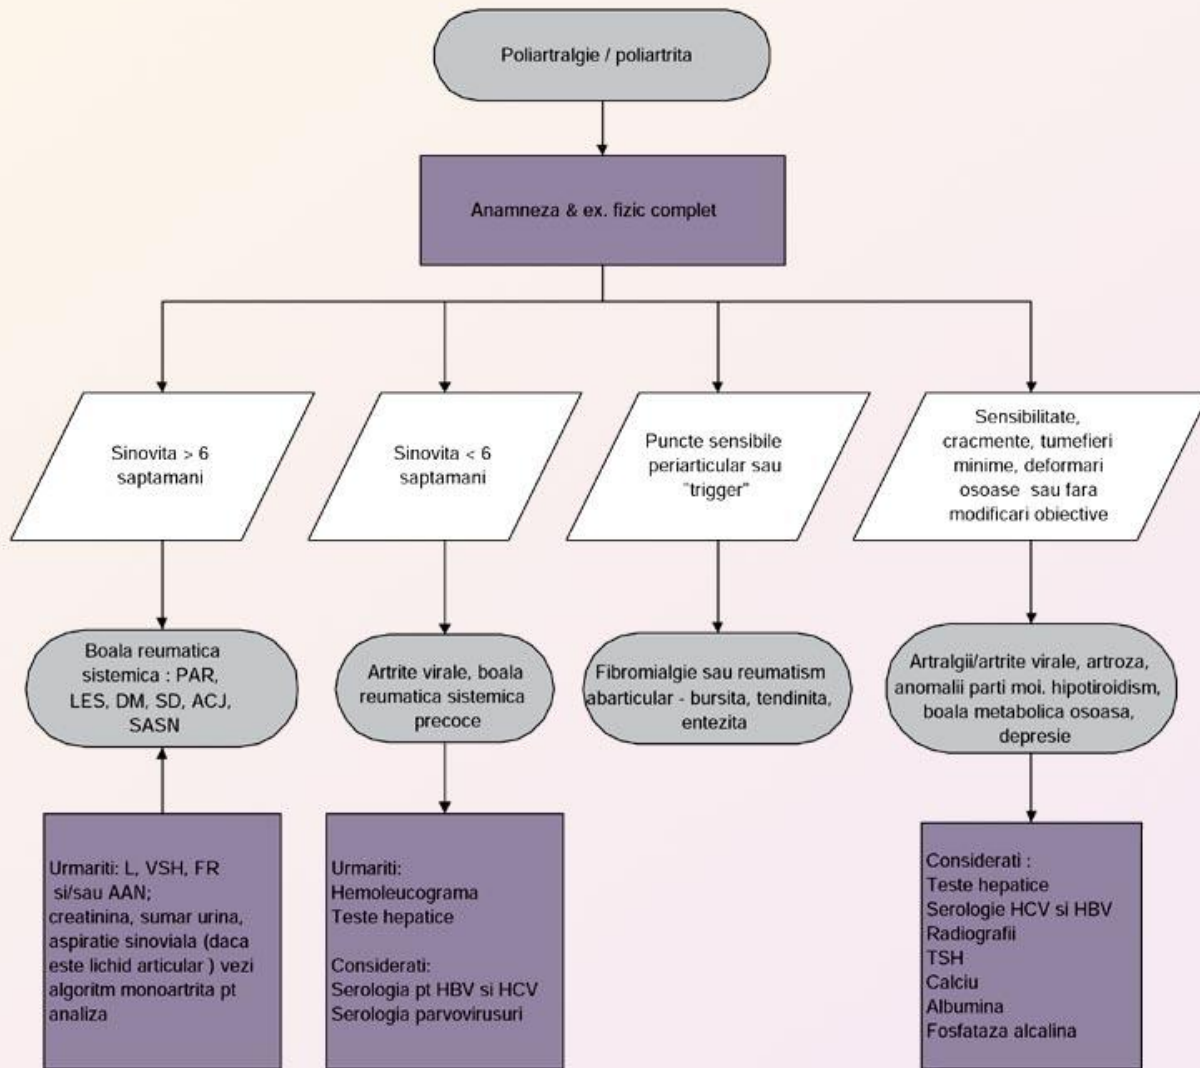 Poliartralgie / poliartrita
Anamneza & ex. fizic complet
Sinovita > 6
saptamani
Sinovita < 6
saptamani
Puncte sensibile
periarticular sau
"trigger"
Sensibilitate,
cracmente, tumefieri
minime, deformari
osoase sau fara
modificari obiective
Boala reumatica
sistemica : PAR,
LES, DM, SD, ACJ,
SASN
Artrite virale, boala
reumatica sistemica
precoce
Fibromialgie sau reumatism
abarticular - bursita, tendinita,
entezita
Artralgii/artrite virale, artroza,
anomalii parti moi. hipotiroidism,
boala metabolica osoasa,
depresie
Urmariti: L, VSH, FR
si/sau AAN;
creatinina, sumar urina,
aspiratie sinoviala (daca
este lichid articular ) vezi
algoritm monoartrita pt
analiza
Urmariti:
Hemoleucograma
Teste hepatice
Considerati:
Serologia pt HBV si HCV
Serologia parvovirusuri
Considerati :
Teste hepatice
Serologie HCV si HBV
Radiografii
TSH
Calciu
Albumina
Fosfataza alcalina